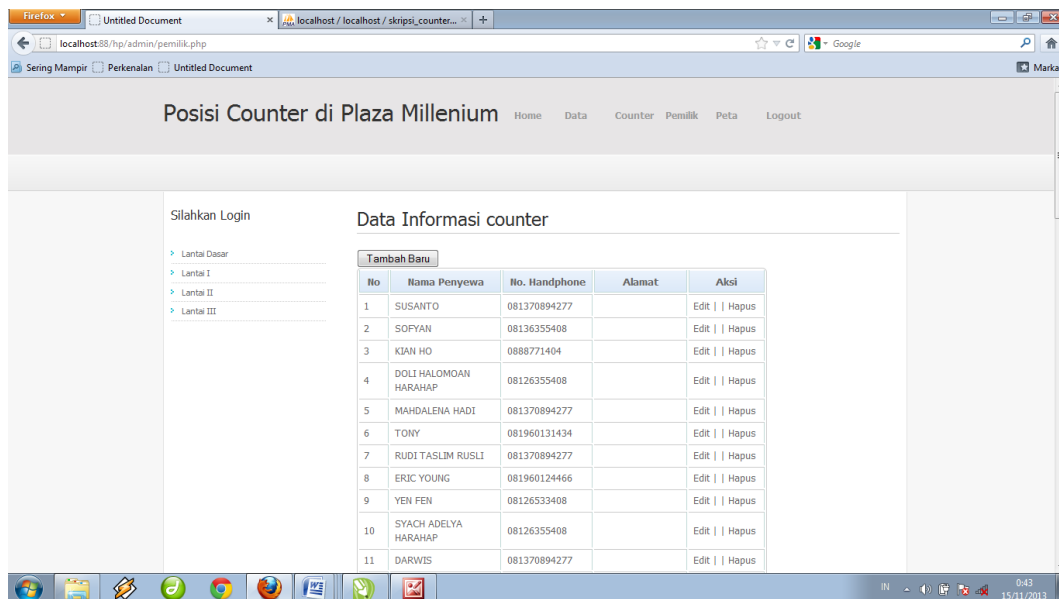 Firefox
Untitled Document
localhost / localhost / skripsi_counter...
localhost:88/hp/admin/pemilik.php
Google
Sering Mampir Perkenalan Untitled Document
Marka
Posisi Counter di Plaza Millenium
Home Data Counter Pemilik Peta Logout
Silahkan Login
Lantai Dasar
Lantai I
Lantai II
Lantai III
Data Informasi counter
Tambah Baru
No Nama Penyewa No. Handphone Alamat Aksi
1 SUSANTO 081370894277 Edit | | Hapus
2 SOFYAN 08136355408 Edit | | Hapus
3 KIAN HO 0888771404 Edit | | Hapus
4 DOLI HALOMOAN
HARAHAP 08126355408 Edit | | Hapus
5 MAHDALENA HADI 081370894277 Edit | | Hapus
6 TONY 081960131434 Edit | | Hapus
7 RUDI TASLIM RUSLI 081370894277 Edit | | Hapus
8 ERIC YOUNG 081960124466 Edit | | Hapus
9 YEN FEN 08126533408 Edit | | Hapus
10 SYACH ADELYA
HARAHAP 08126355408 Edit | | Hapus
11 DARWIS 081370894277 Edit | | Hapus
IN
0:43
15/11/2013